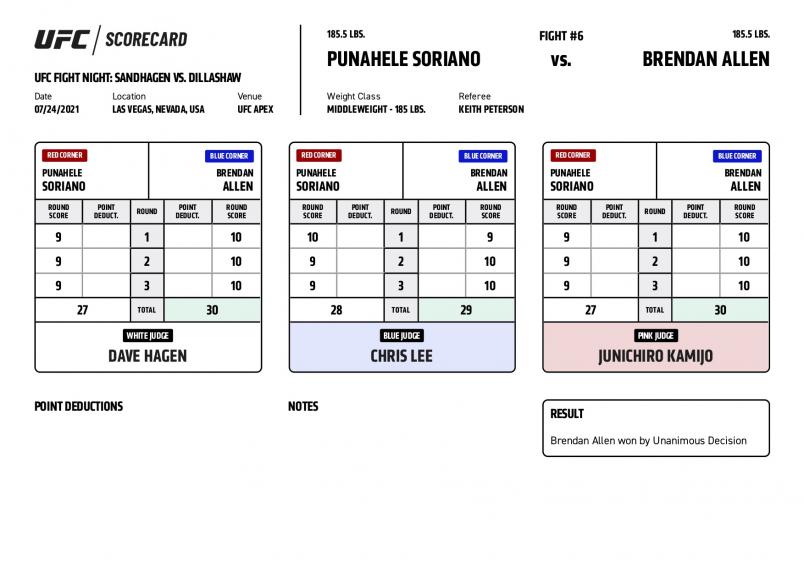 UFC SCORECARD
UFC FIGHT NIGHT: SANDHAGEN VS. DILLASHAW
Date Location Venue
07/24/2021 LAS VEGAS, NEVADA, USA UFC APEX
185.5 LBS. FIGHT #6 185.5 LBS.
PUNAHELE SORIANO VS. BRENDAN ALLEN
Weight Class Referee
MIDDLEWEIGHT - 185 LBS. KEITH PETERSON
RED CORNER BLUE CORNER
PUNAHELE BRENDAN
SORIANO ALLEN
ROUND SCORE POINT DEDUCT. ROUND POINT DEDUCT. ROUND SCORE
9 1 10
9 2 10
9 3 10
27 TOTAL 30
WHITE JUDGE
DAVE HAGEN
RED CORNER BLUE CORNER
PUNAHELE BRENDAN
SORIANO ALLEN
ROUND SCORE POINT DEDUCT. ROUND POINT DEDUCT. ROUND SCORE
10 1 9
9 2 10
9 3 10
28 TOTAL 29
BLUE JUDGE
CHRIS LEE
RED CORNER BLUE CORNER
PUNAHELE BRENDAN
SORIANO ALLEN
ROUND SCORE POINT DEDUCT. ROUND POINT DEDUCT. ROUND SCORE
9 1 10
9 2 10
9 3 10
27 TOTAL 30
PINK JUDGE
JUNICHIRO KAMIJO
POINT DEDUCTIONS
NOTES
RESULT
Brendan Allen won by Unanimous Decision